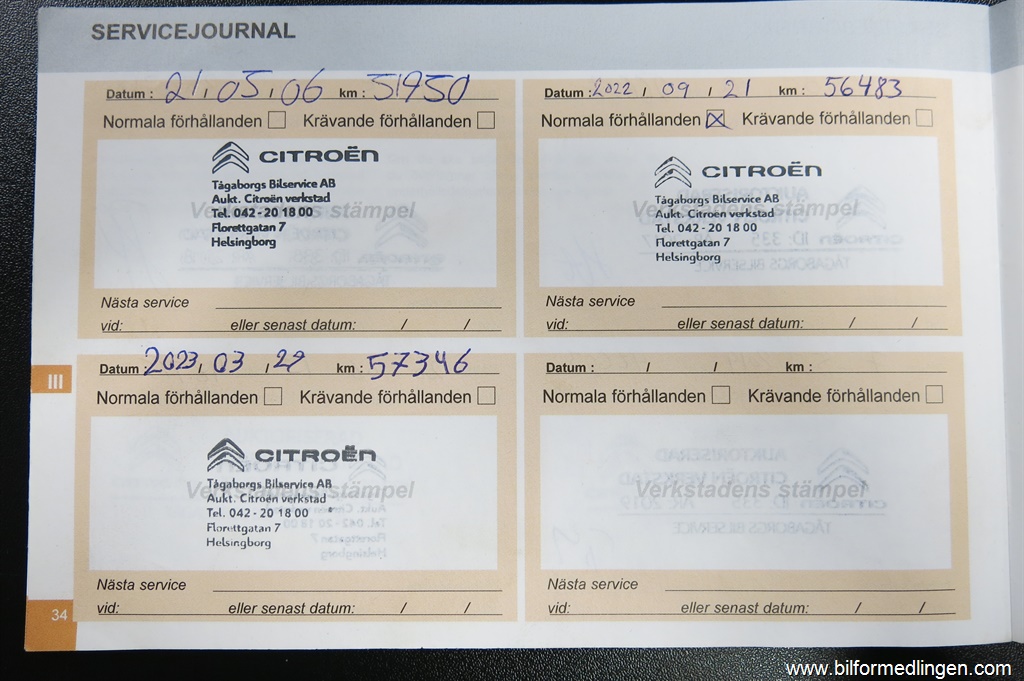 SERVICEJOURNAL
Datum : 21 , 05 , 06 km : 51950
Normala förhållanden Krävande förhållanden
CITROËN
Tågaborgs Bilservice AB
Aukt. Citroën verkstad
Verkstadens stämpel
Tel. 042 - 20 18 00
Florettgatan 7
Helsingborg
Nästa service
vid: eller senast datum: / /
Datum : 2022 / 09 / 21 km : 56483
Normala förhållanden Krävande förhållanden
CITROËN
Tågaborgs Bilservice AB
Aukt. Citroën verkstad
Tel. 042 - 20 18 00
Florettgatan 7
Helsingborg
Nästa service
vid: eller senast datum: / /
Datum : 2023 / 03 / 29 km : 57346
Normala förhållanden Krävande förhållanden
CITROËN
Tågaborgs Bilservice AB
Verkstadens stämpel
Aukt. Citroën verkstad
Tel. 042 - 20 18 00
Florettgatan 7
Helsingborg
Nästa service
vid: eller senast datum: / /
Datum : / / km :
Normala förhållanden Krävande förhållanden
Verkstadens stämpel
Nästa service
vid: eller senast datum: / /
III
34
www.bilformedlingen.com